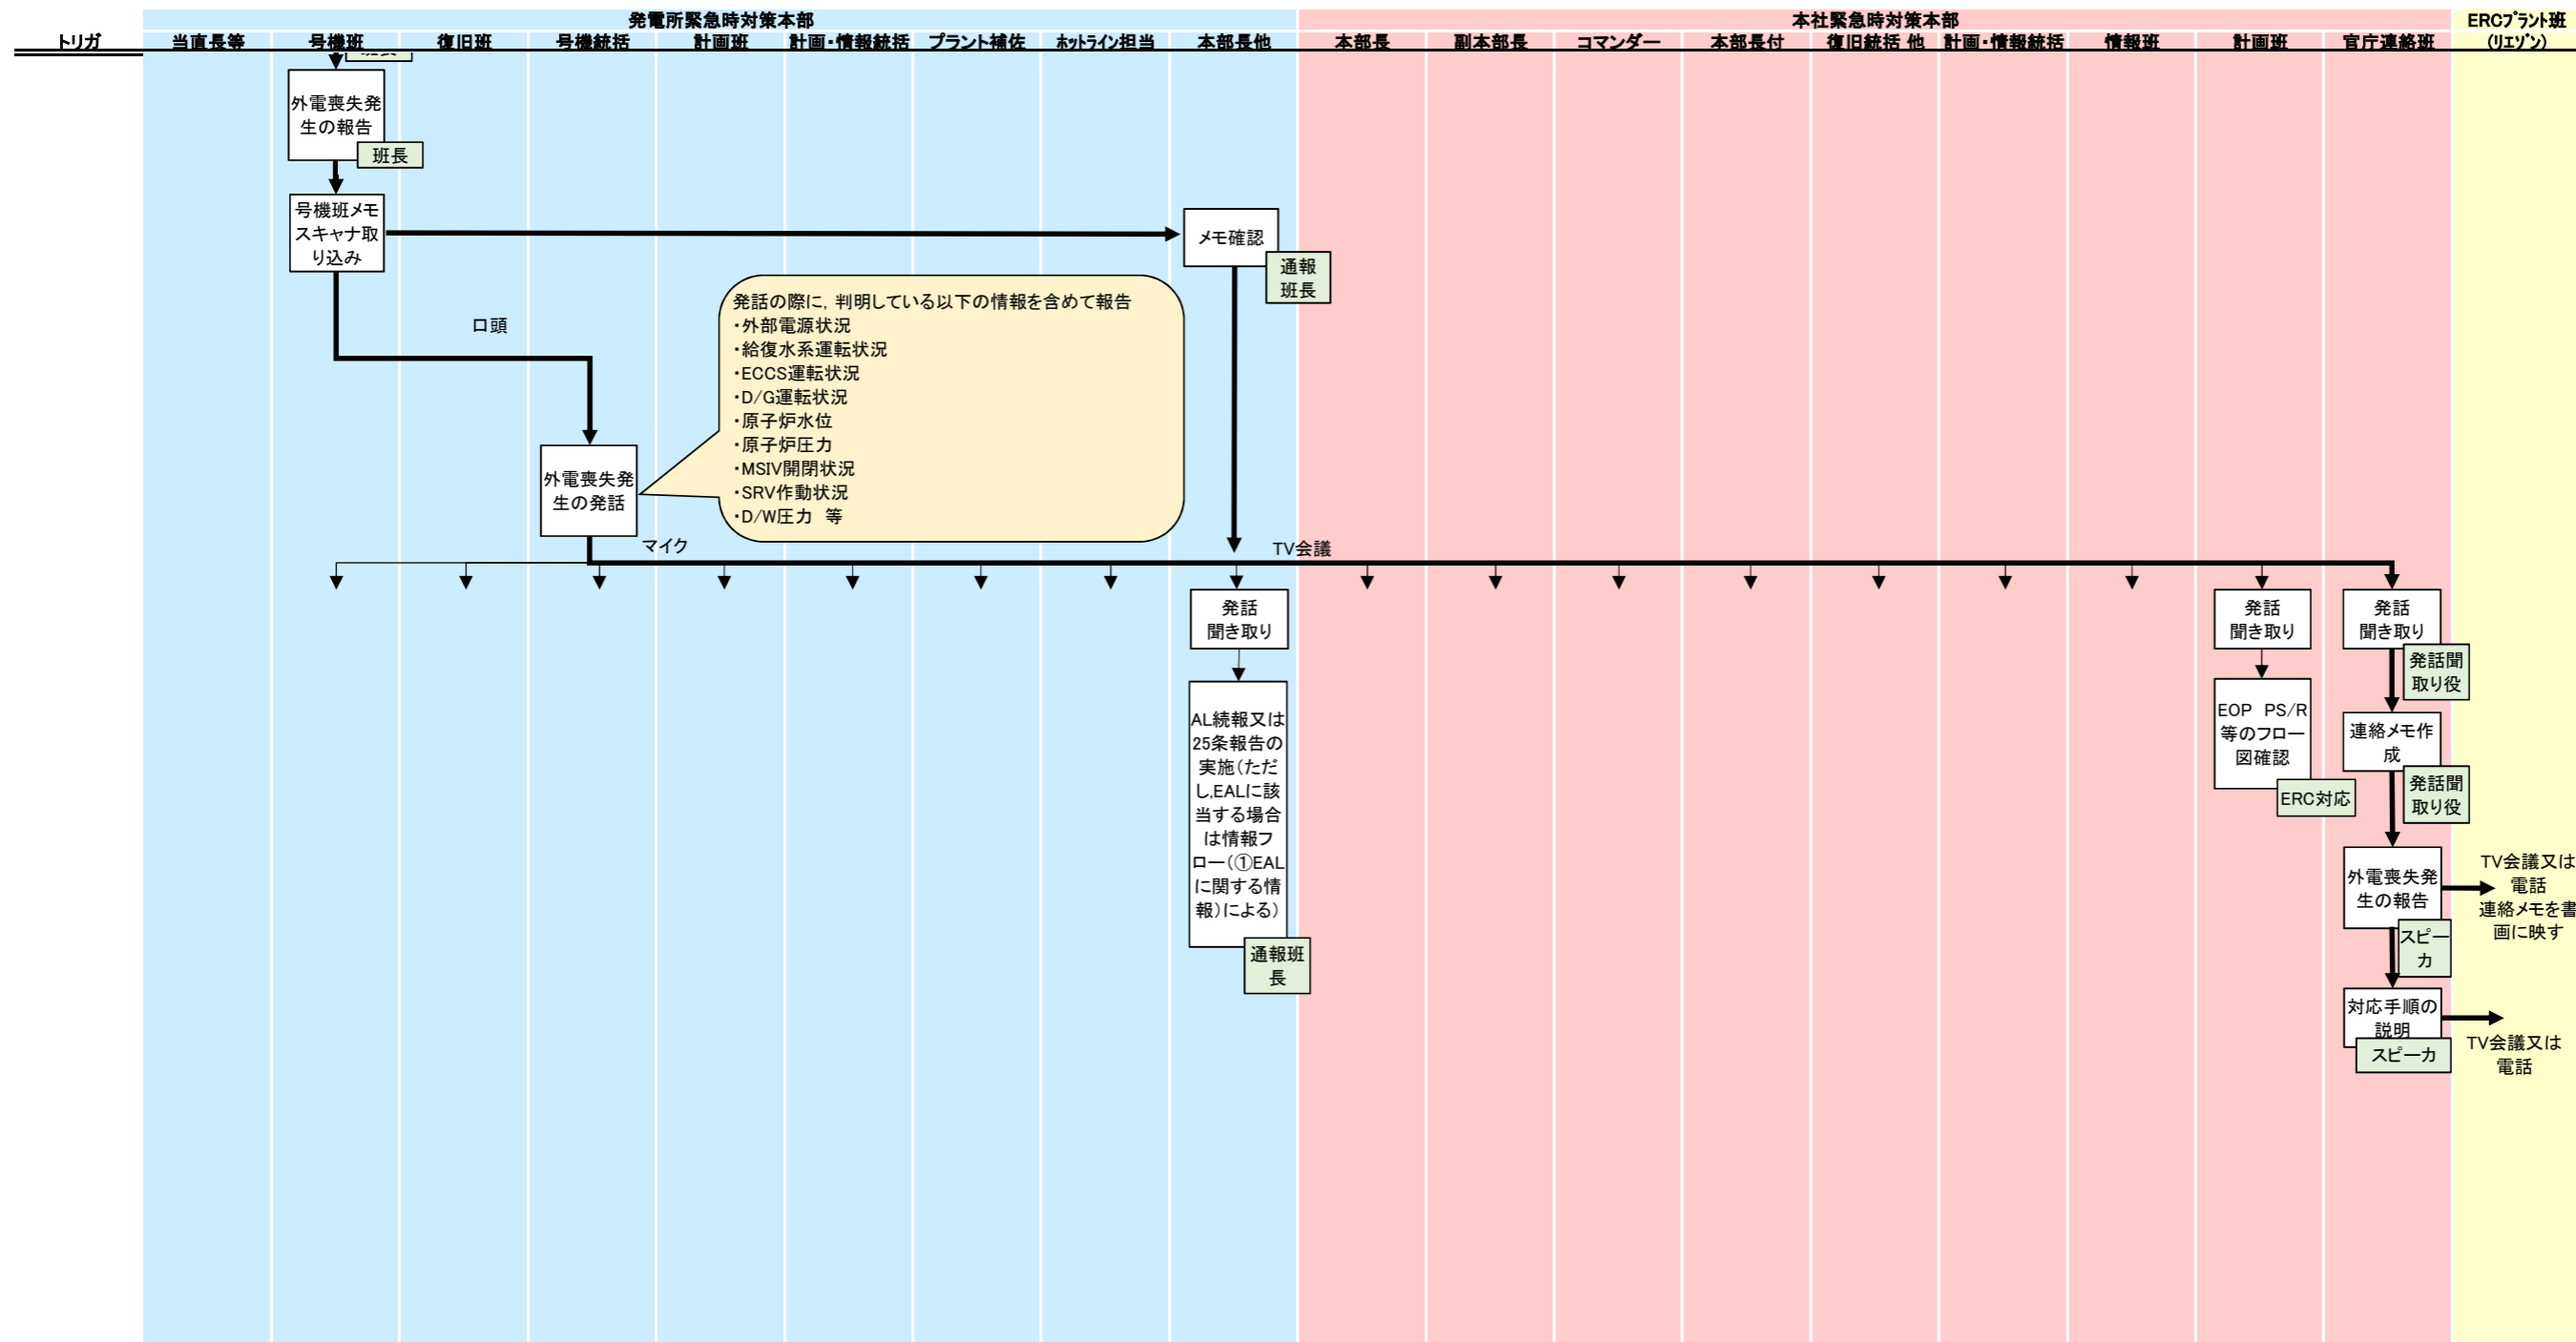 発電所緊急時対策本部
本社緊急時対策本部
ERCプラント班
(リエゾン)
トリガ
当直長等
号機班
復旧班
号機統括
計画班
計画・情報統括
プラント補佐
ホットライン担当
本部長他
本部長
副本部長
コマンダー
本部長付
復旧統括 他
計画・情報統括
情報班
計画班
官庁連絡班
外電喪失発
生の報告
班長
号機班メモ
スキャナ取
り込み
メモ確認
通報
班長
口頭
発話の際に，判明している以下の情報を含めて報告
・外部電源状況
・給復水系運転状況
・ECCS運転状況
・D/G運転状況
・原子炉水位
・原子炉圧力
・MSIV開閉状況
・SRV作動状況
・D/W圧力　等
外電喪失発
生の発話
マイク
TV会議
発話
聞き取り
AL続報又は
25条報告の
実施（ただ
し,EALに該
当する場合
は情報フ
ロー（①EAL
に関する情
報）による）
通報班
長
発話
聞き取り
EOP　PS/R
等のフロー
図確認
ERC対応
発話
聞き取り
発話聞
取り役
連絡メモ作
成
発話聞
取り役
外電喪失発
生の報告
スピー
カ
TV会議又は
電話
連絡メモを書
画に映す
対応手順の
説明
スピーカ
TV会議又は
電話